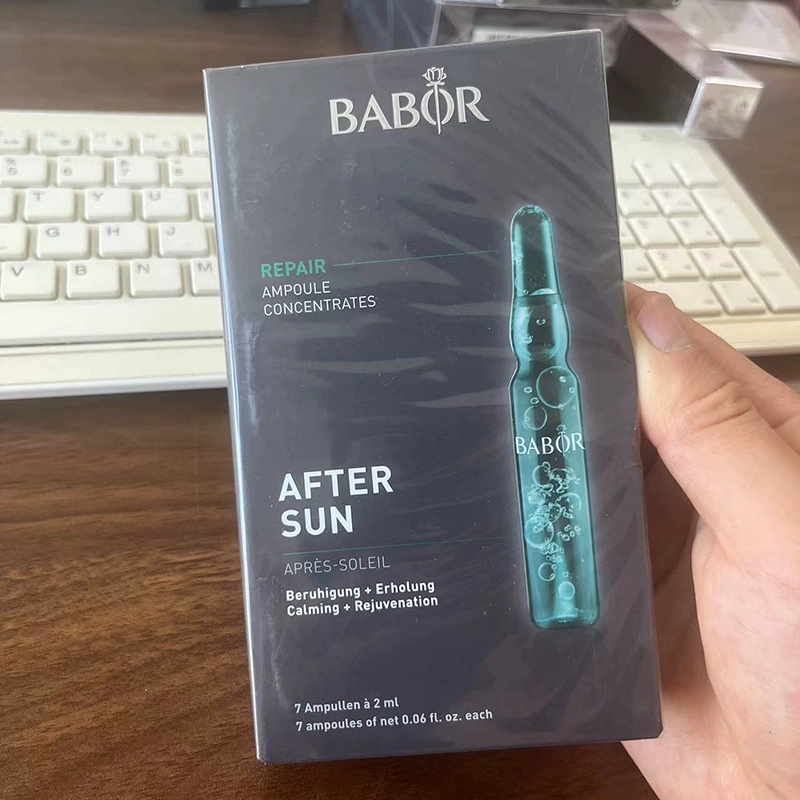 BABOR
REPAIR
AMPOULE
CONCENTRATES
BABOR
AFTER
SUN
APRÈS-SOLEIL
Beruhigung + Erholung
Calming + Rejuvenation
7 Ampullen à 2 ml
7 ampoules of net 0.06 fl. oz. each
T Y U
G H J
V B N M